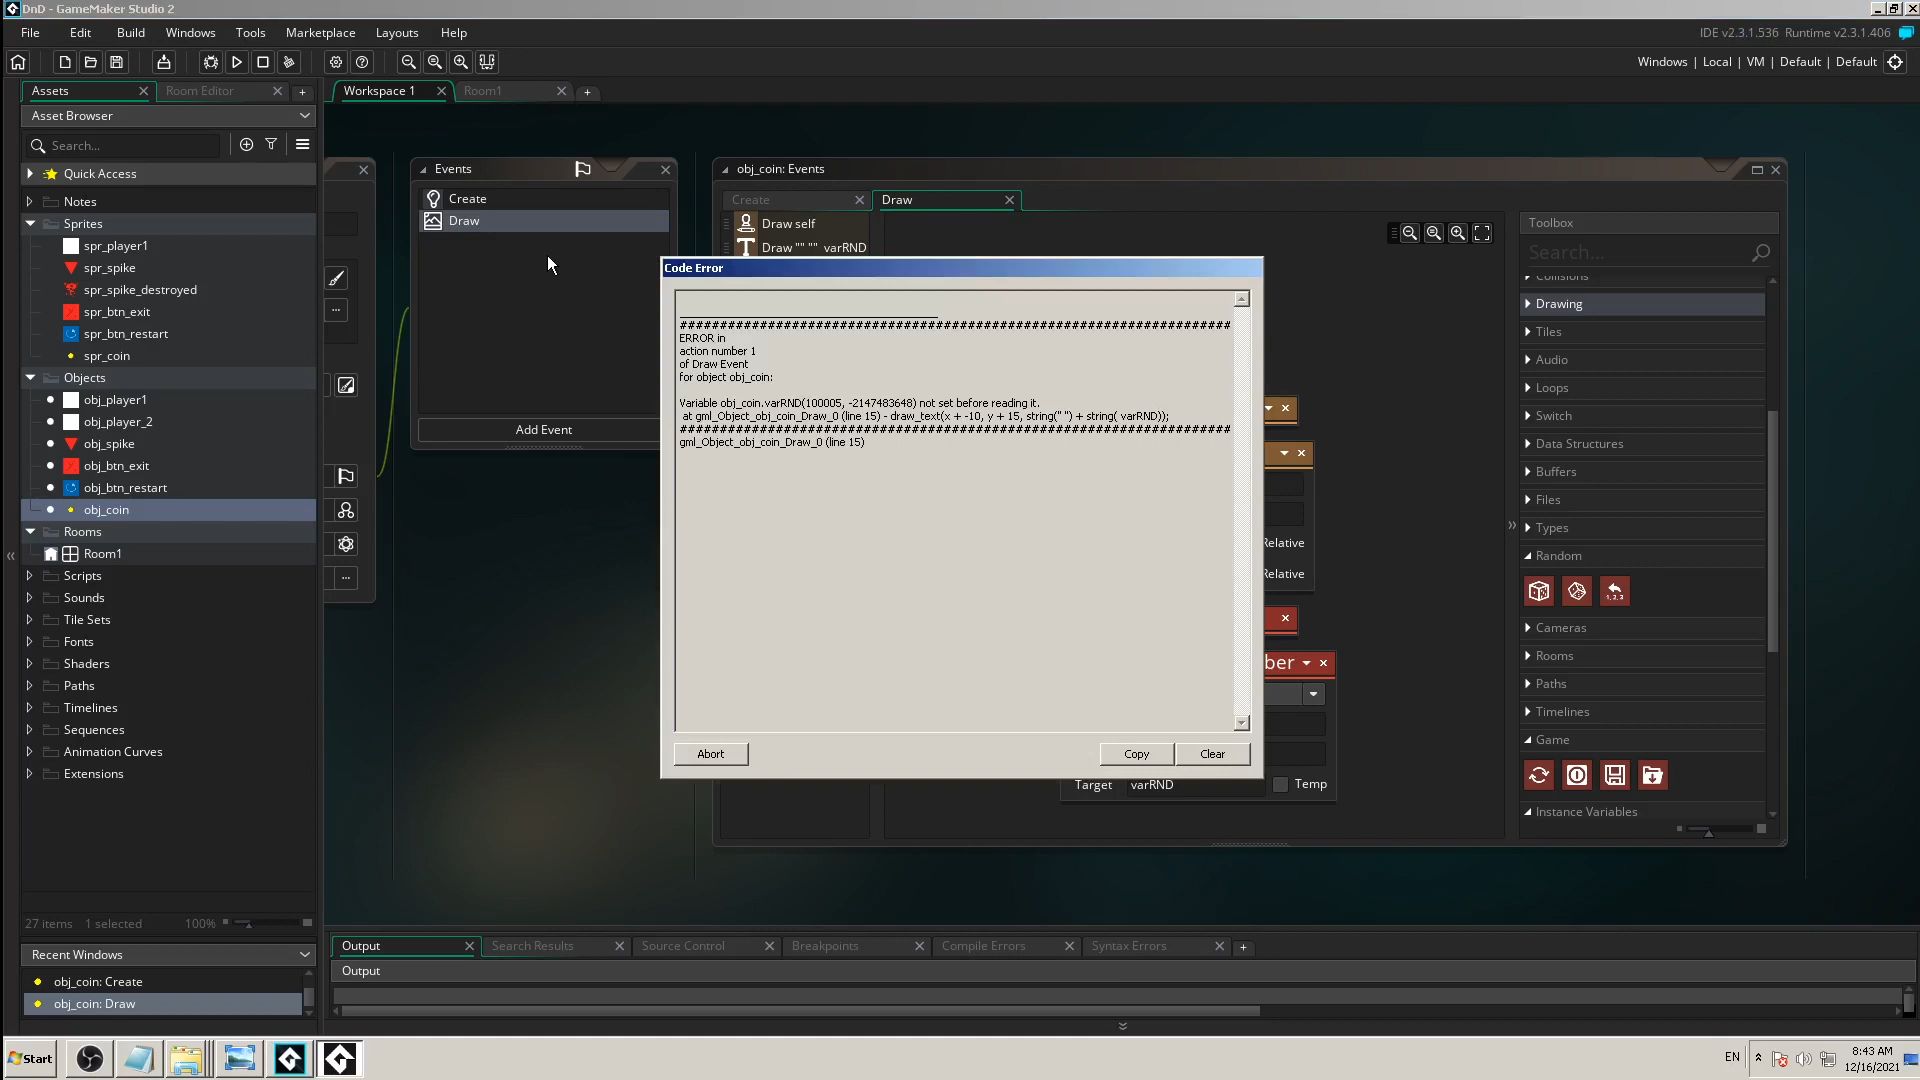 DnD - GameMaker Studio 2
File Edit Build Windows Tools Marketplace Layouts Help
IDE v2.3.1.536 Runtime v2.3.1.406
Windows | Local | VM | Default | Default
Assets
Room Editor
Workspace 1
Room1
Asset Browser
Search...
Quick Access
Notes
Sprites
spr_player1
spr_spike
spr_spike_destroyed
spr_btn_exit
spr_btn_restart
spr_coin
Objects
obj_player1
obj_player_2
obj_spike
obj_btn_exit
obj_btn_restart
obj_coin
Rooms
Room1
Scripts
Sounds
Tile Sets
Fonts
Shaders
Paths
Timelines
Sequences
Animation Curves
Extensions
27 items 1 selected 100%
Recent Windows
obj_coin: Create
obj_coin: Draw
Events
Create
Draw
Add Event
obj_coin: Events
Create
Draw
Draw self
Draw "" "" varRND
Code Error
___________________________________________
############################################################################################
ERROR in
action number 1
of Draw Event
for object obj_coin:
Variable obj_coin.varRND(100005, -2147483648) not set before reading it.
at gml_Object_obj_coin_Draw_0 (line 15) - draw_text(x + -10, y + 15, string(" ") + string( varRND));
############################################################################################
gml_Object_obj_coin_Draw_0 (line 15)
Abort
Copy
Clear
Relative
Relative
Target varRND Temp
Toolbox
Search...
Collisions
Drawing
Tiles
Audio
Loops
Switch
Data Structures
Buffers
Files
Types
Random
1,2,3
Cameras
Rooms
Paths
Timelines
Game
Instance Variables
Output
Search Results
Source Control
Breakpoints
Compile Errors
Syntax Errors
Output
Start
EN
8:43 AM
12/16/2021